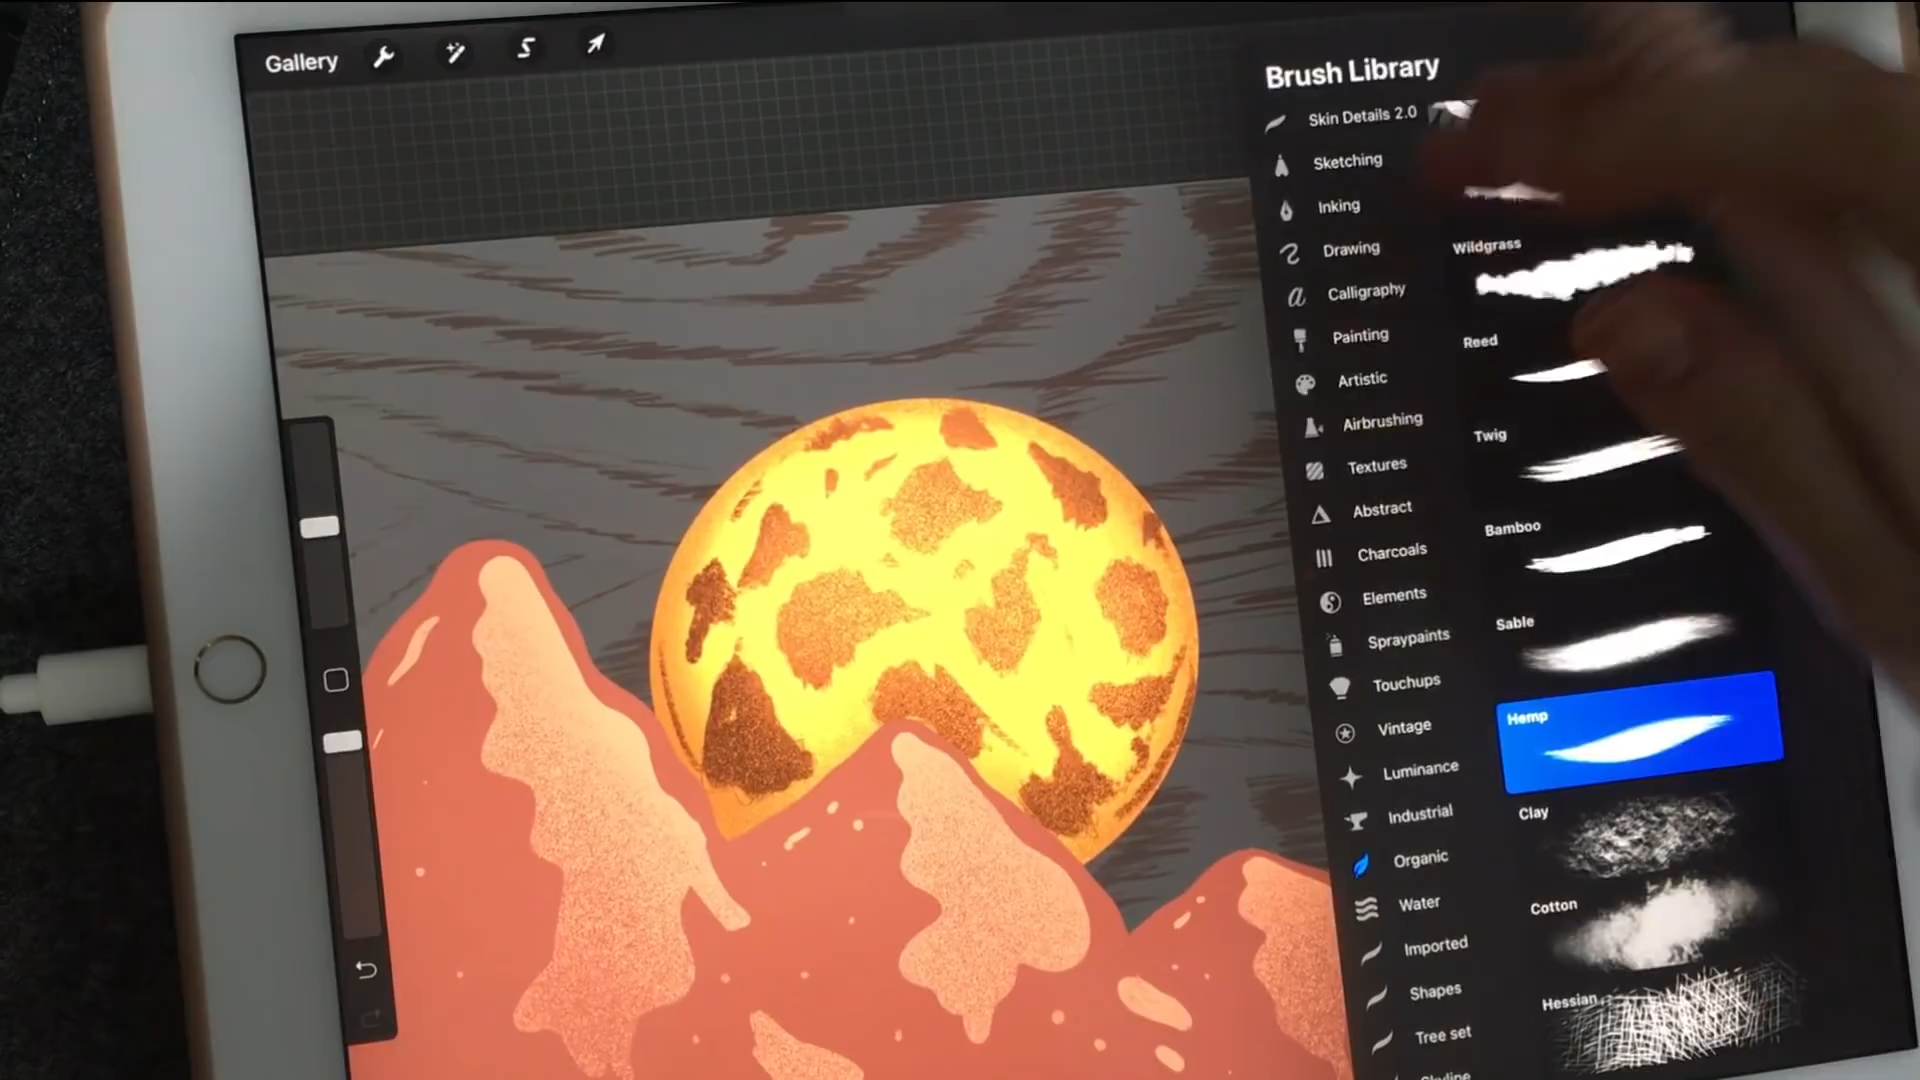 Gallery
Brush Library
Skin Details 2.0
Sketching
Inking
Drawing
Calligraphy
Painting
Artistic
Airbrushing
Textures
Abstract
Charcoals
Elements
Spraypaints
Touchups
Vintage
Luminance
Industrial
Organic
Water
Imported
Shapes
Tree set
Skyline
Wildgrass
Reed
Twig
Bamboo
Sable
Hemp
Clay
Cotton
Hessian